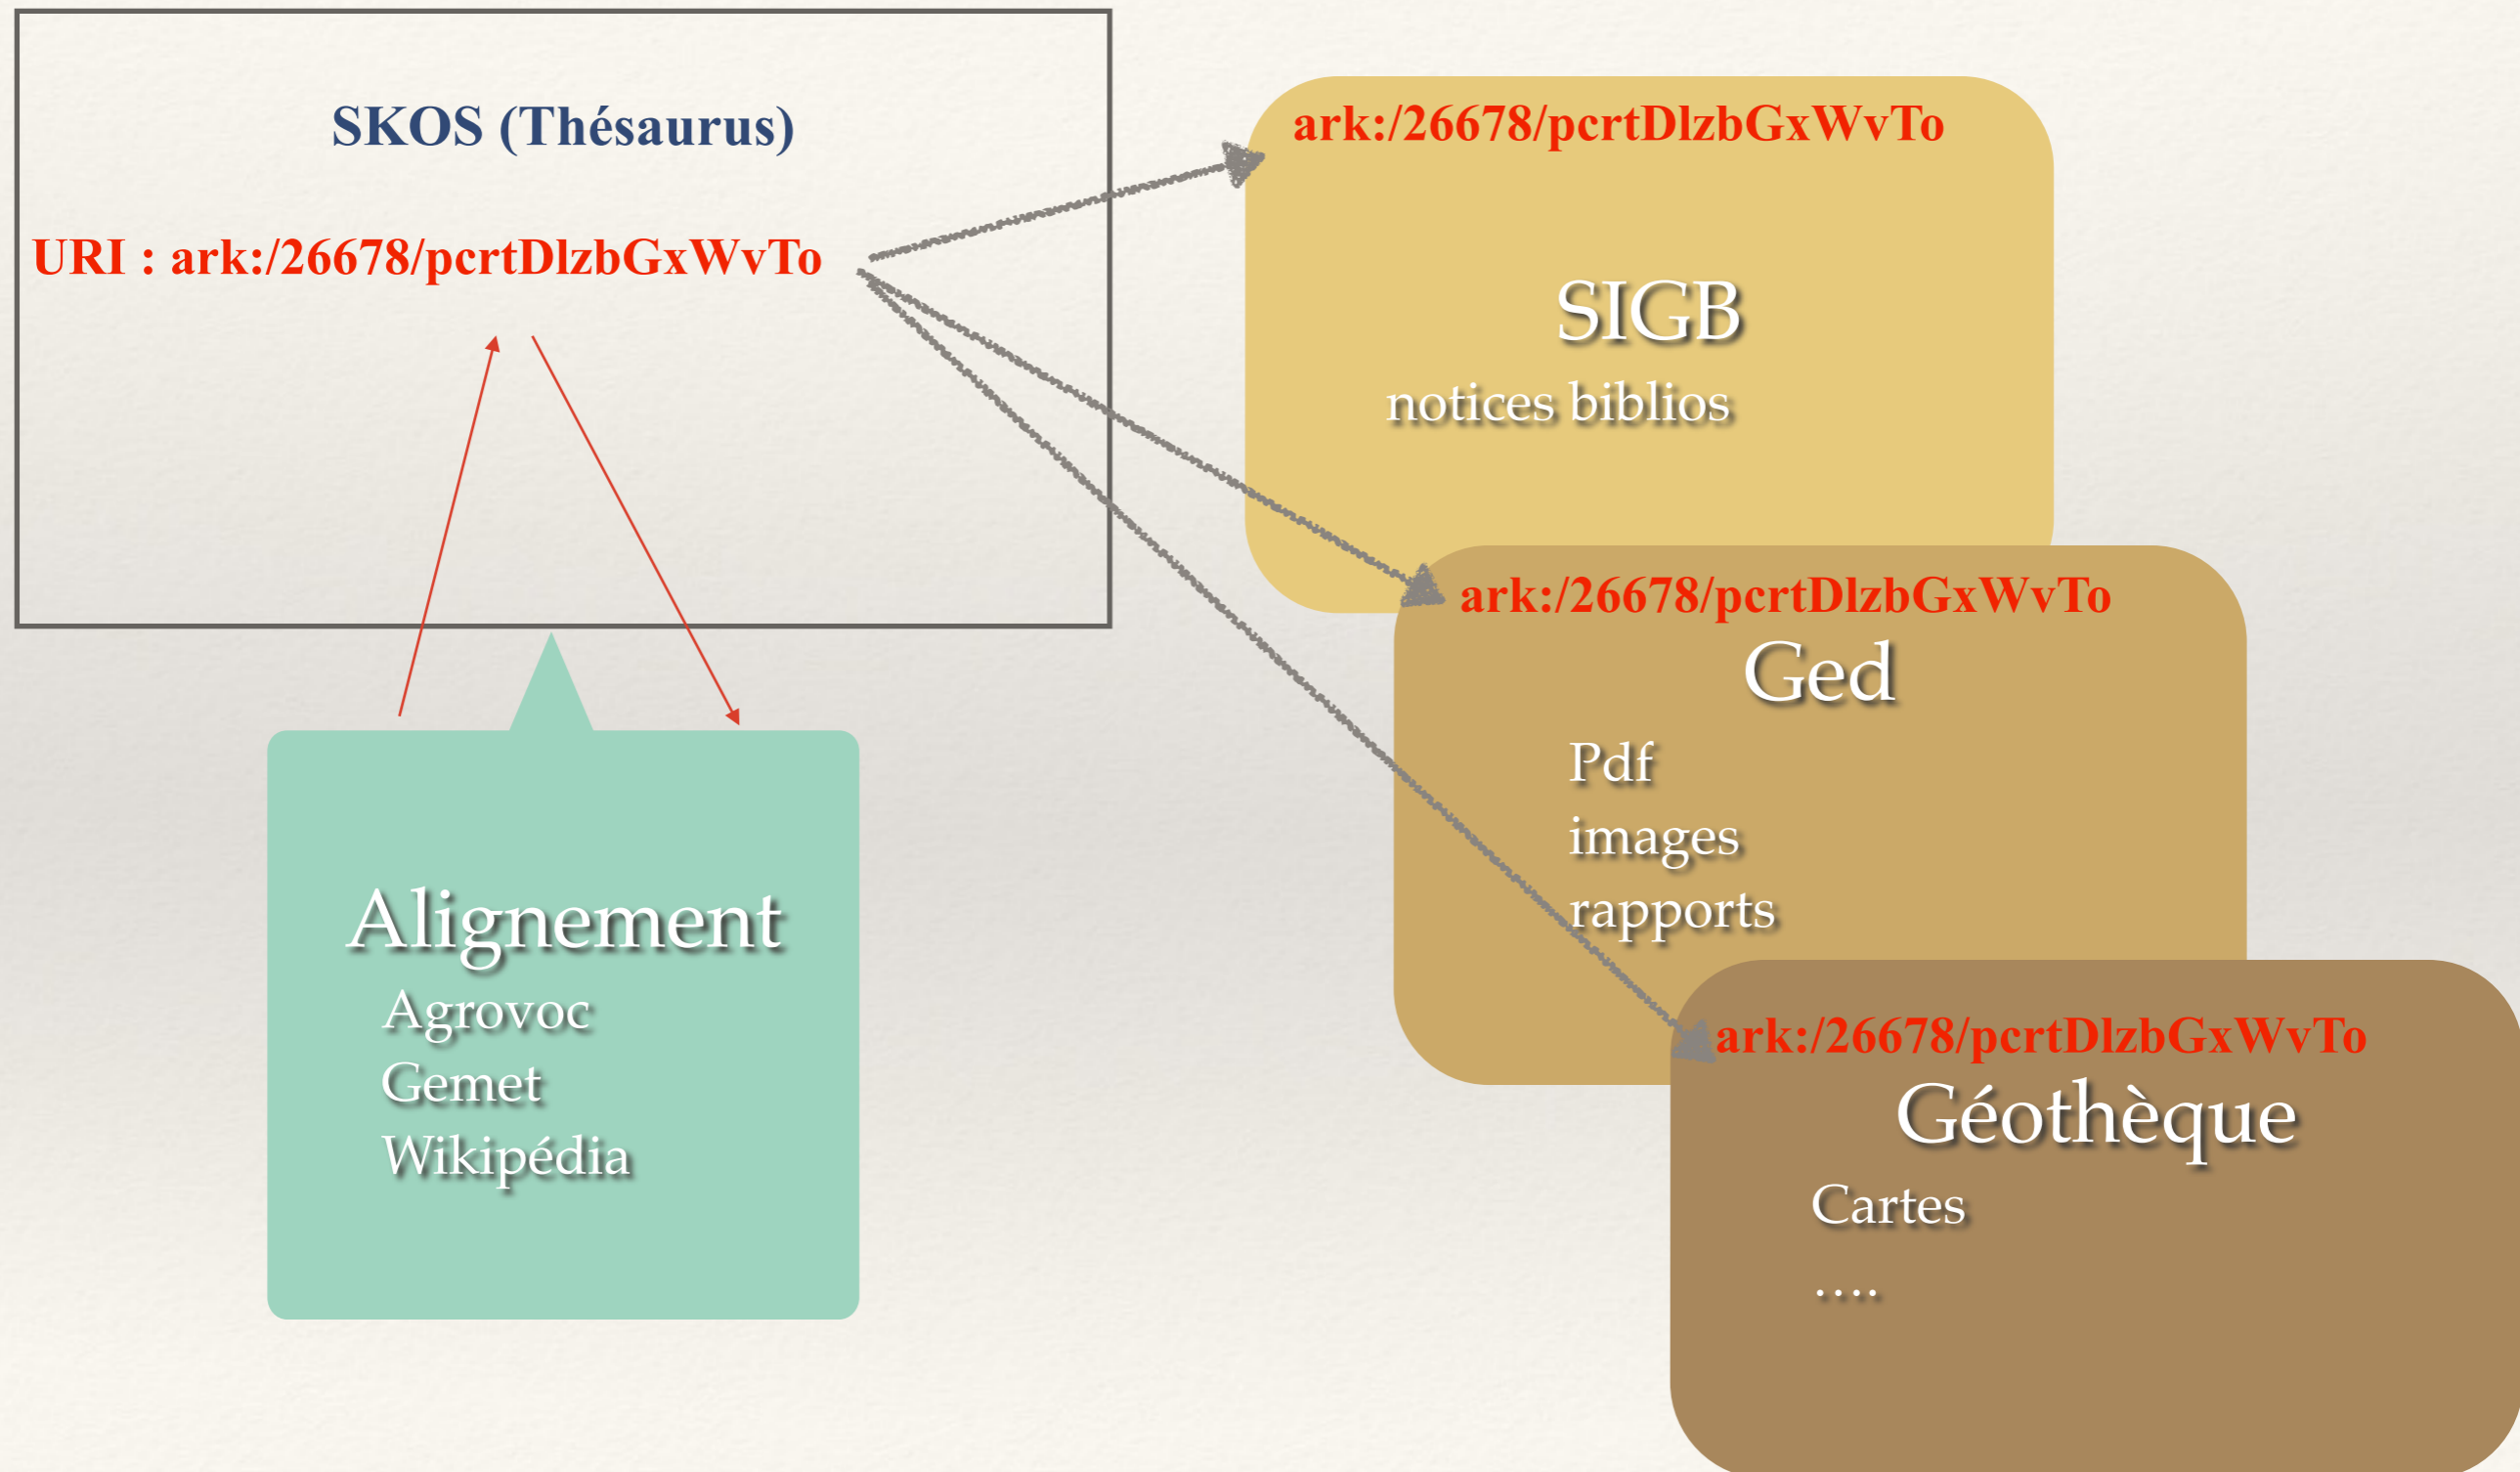 SKOS (Thésaurus)
URI : ark:/26678/pcrtDlzbGxWvTo
Alignement
Agrovoc
Gemet
Wikipédia
ark:/26678/pcrtDlzbGxWvTo
SIGB
notices biblios
ark:/26678/pcrtDlzbGxWvTo
Ged
Pdf
images
rapports
ark:/26678/pcrtDlzbGxWvTo
Géothèque
Cartes
….